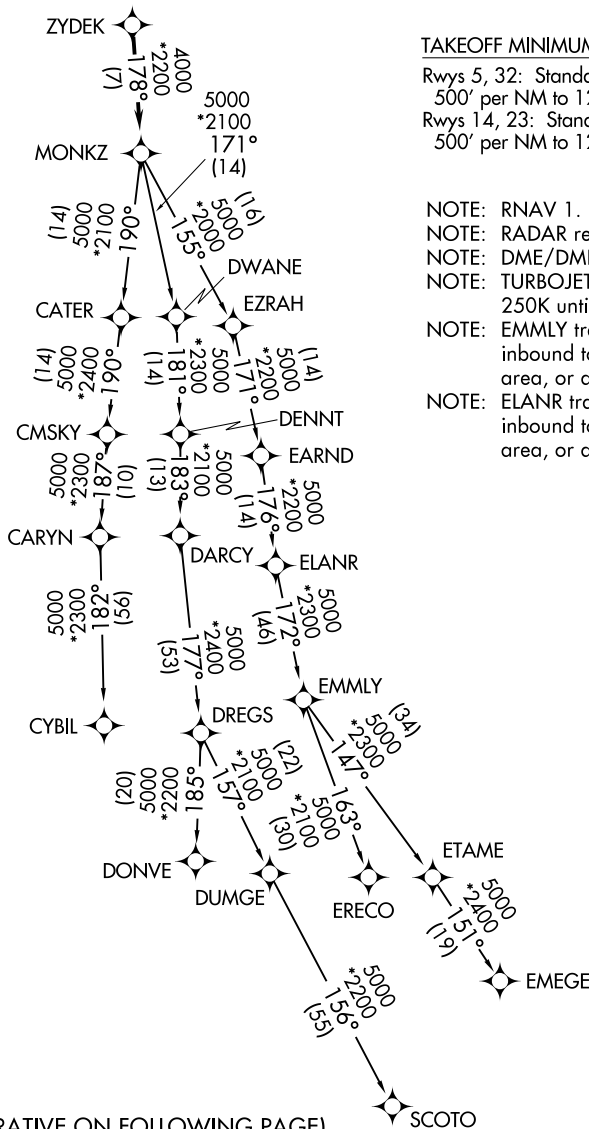 ZYDEK
4000
*2200
178°
(7)
TAKEOFF MINIMUM
Rwys 5, 32: Standa
500' per NM to 12
Rwys 14, 23: Stand
500' per NM to 12
5000
*2100
171°
(14)
MONKZ
(14)
5000
*2100
190°
(16)
5000
*2000
155°
NOTE: RNAV 1.
NOTE: RADAR re
NOTE: DME/DM
NOTE: TURBOJET
250K unti
NOTE: EMMLY tra
inbound to
area, or a
NOTE: ELANR tra
inbound to
area, or a
DWANE
CATER
EZRAH
(14)
5000
*2400
190°
5000
*2300
181°
(14)
(14)
5000
*2200
171°
CMSKY
DENNT
EARND
5000
*2300
187°
(10)
5000
*2100
183°
(13)
5000
*2200
176°
(14)
CARYN
DARCY
ELANR
5000
*2300
182°
(56)
5000
*2400
177°
(53)
5000
*2300
172°
(46)
EMMLY
CYBIL
DREGS
(34)
5000
*2300
147°
(20)
5000
*2200
185°
(22)
5000
*2100
157°
163°
5000
*2100
(30)
DONVE
DUMGE
ERECO
ETAME
5000
*2400
151°
(19)
EMEGE
5000
*2200
156°
(55)
SCOTO
RATIVE ON FOLLOWING PAGE)